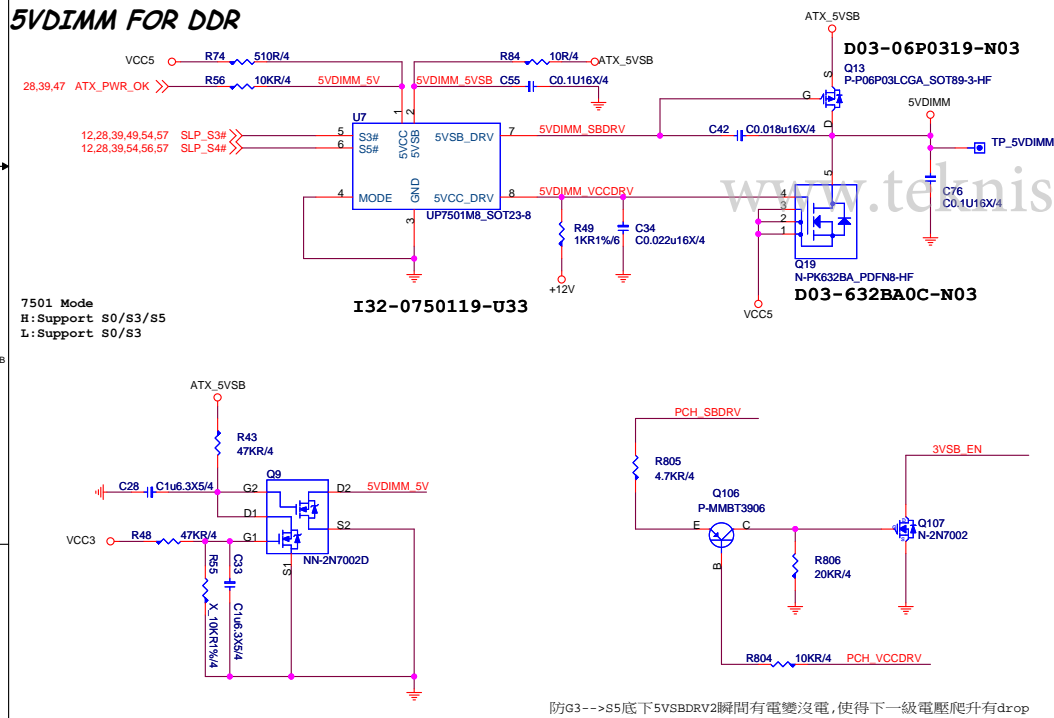 5VDIMM FOR DDR
VCC5
R74
510R/4
28,39,47
ATX_PWR_OK
R56
10KR/4
5VDIMM_5V
R84
10R/4
ATX_5VSB
5VDIMM_5VSB
C55
C0.1U16X/4
U7
1
2
12,28,39,49,54,57
SLP_S3#
5
S3#
12,28,39,54,56,57
SLP_S4#
6
S5#
5VCC
5VSB
5VSB_DRV
7
5VDIMM_SBDRV
4
MODE
GND
3
5VCC_DRV
8
5VDIMM_VCCDRV
UP7501M8_SOT23-8
R49
1KR1%/6
+12V
C34
C0.022u16X/4
I32-0750119-U33
7501 Mode
H:Support S0/S3/S5
L:Support S0/S3
ATX_5VSB
D03-06P0319-N03
Q13
P-P06P03LCGA_SOT89-3-HF
S
G
D
5VDIMM
C42
C0.018u16X/4
TP_5VDIMM
www.teknis
C76
C0.1U16X/4
5
4
3
2
1
Q19
N-PK632BA_PDFN8-HF
D03-632BA0C-N03
VCC5
B
ATX_5VSB
R43
47KR/4
C28
C1u6.3X5/4
Q9
G2
D2
5VDIMM_5V
D1
S2
VCC3
R48
47KR/4
G1
S1
NN-2N7002D
R55
X_10KR1%/4
C33
C1u6.3X5/4
PCH_SBDRV
R805
4.7KR/4
Q106
P-MMBT3906
E
C
B
R806
20KR/4
3VSB_EN
Q107
N-2N7002
R804
10KR/4
PCH_VCCDRV
防G3-->S5底下5VSBDRV2瞬間有電變沒電,使得下一級電壓爬升有drop